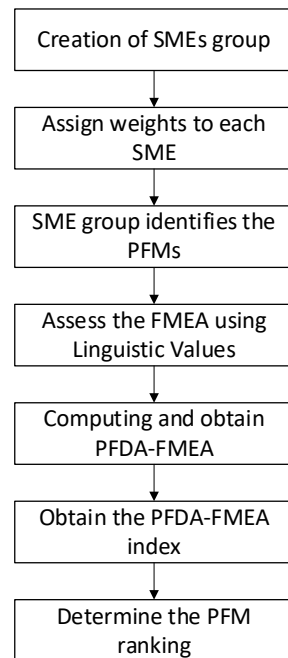 Creation of SMEs group
Assign weights to each
SME
SME group identifies the
PFMs
Assess the FMEA using
Linguistic Values
Computing and obtain
PFDA-FMEA
Obtain the PFDA-FMEA
index
Determine the PFM
ranking